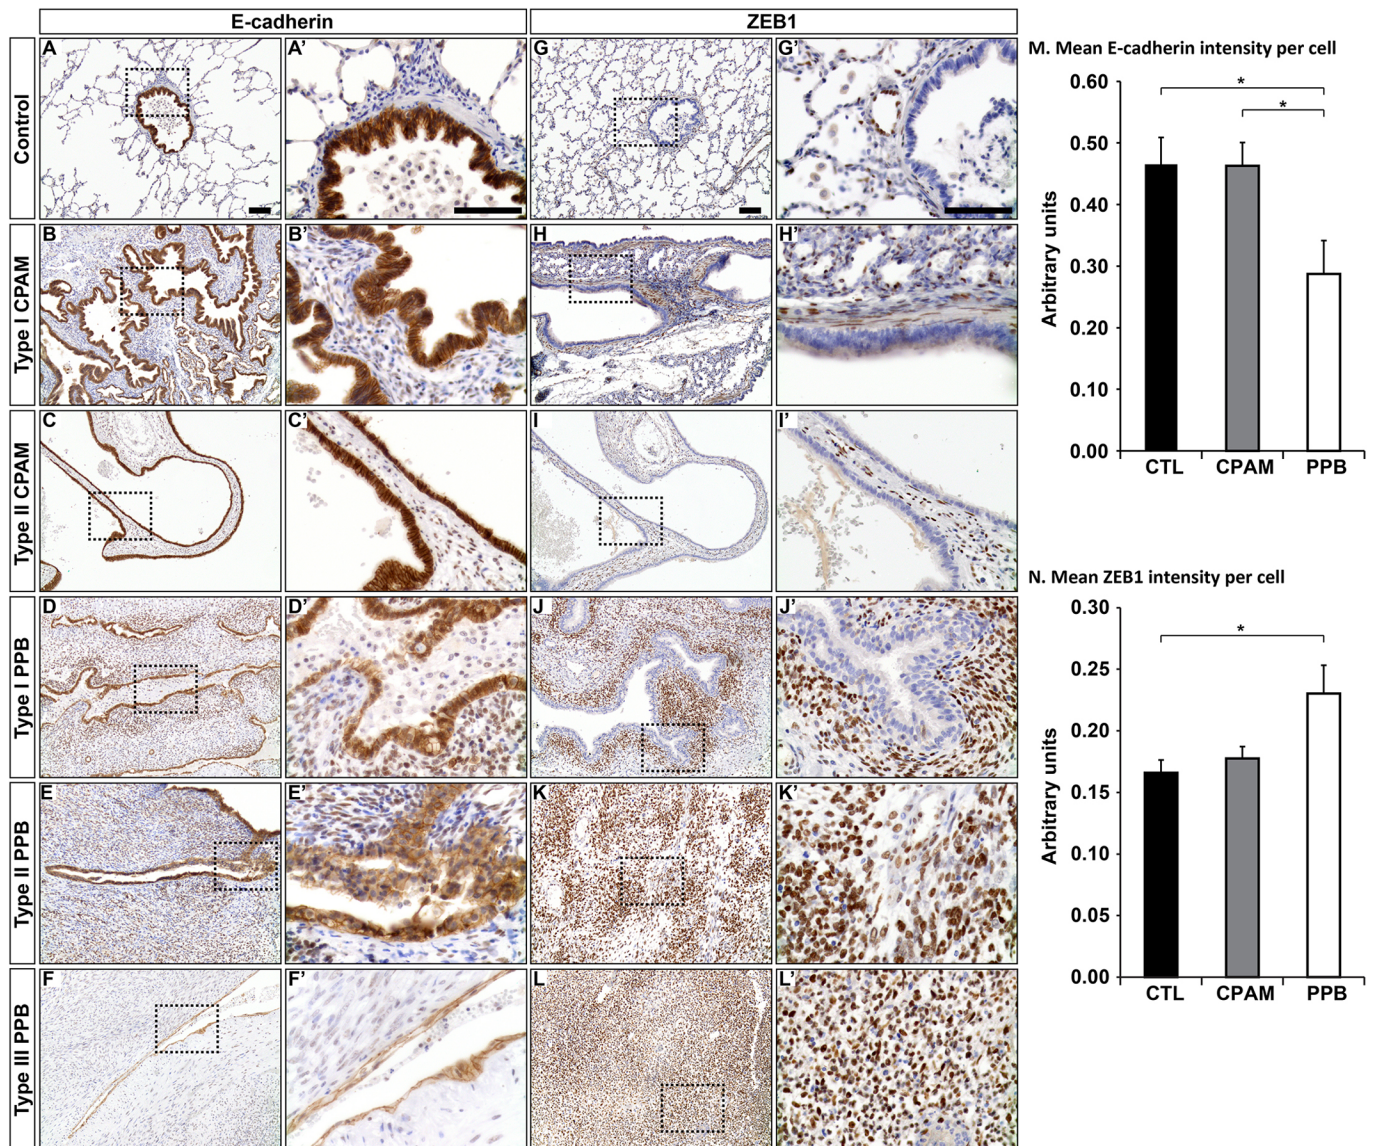 E-cadherin ZEB1
Control
A A' G G'
Type I CPAM
B B' H H'
Type II CPAM
C C' I I'
Type I PPB
D D' J J'
Type II PPB
E E' K K'
Type III PPB
F F' L L'
M. Mean E-cadherin intensity per cell
Arbitrary units
0.60
0.50
0.40
0.30
0.20
0.10
0.00
* 
*
CTL CPAM PPB
N. Mean ZEB1 intensity per cell
Arbitrary units
0.30
0.25
0.20
0.15
0.10
0.05
0.00
*
CTL CPAM PPB